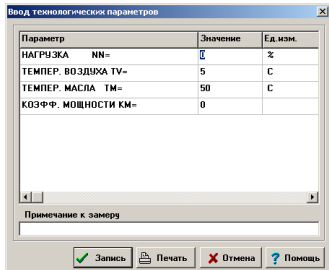 Ввод технологических параметров
Параметр Значение Ед.изм.
НАГРУЗКА NN= 0 %
ТЕМПЕР. ВОЗДУХА TV= 5 С
ТЕМПЕР. МАСЛА TM= 50 С
КОЭФФ. МОЩНОСТИ КМ= 0
Примечание к замеру
Запись Печать Отмена Помощь